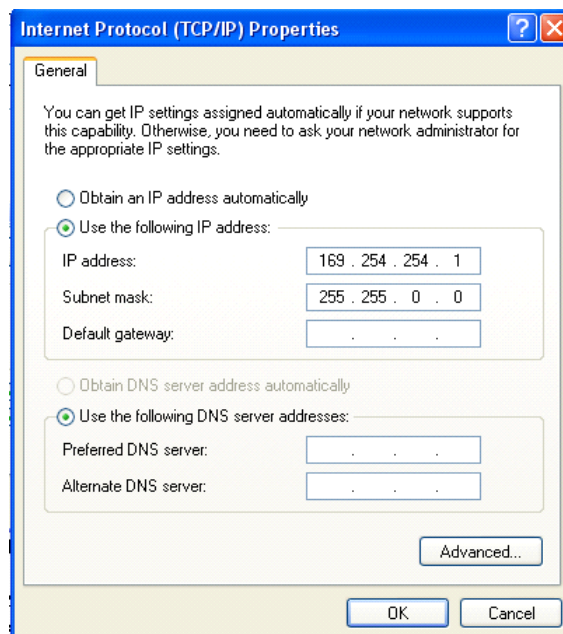 Internet Protocol (TCP/IP) Properties
General
You can get IP settings assigned automatically if your network supports
this capability. Otherwise, you need to ask your network administrator for
the appropriate IP settings.
Obtain an IP address automatically
Use the following IP address:
IP address: 169 . 254 . 254 . 1
Subnet mask: 255 . 255 . 0 . 0
Default gateway: . . .
Obtain DNS server address automatically
Use the following DNS server addresses:
Preferred DNS server: . . .
Alternate DNS server: . . .
Advanced...
OK Cancel